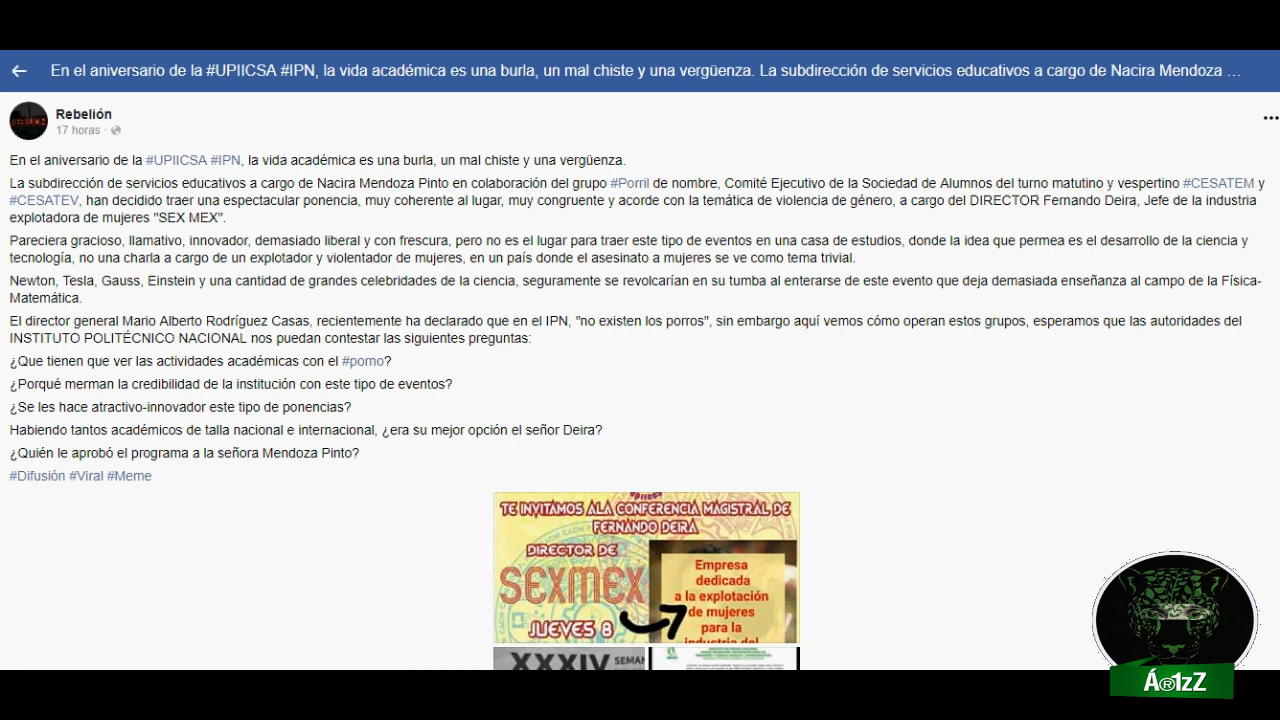 En el aniversario de la #UPIICSA #IPN, la vida académica es una burla, un mal chiste y una vergüenza. La subdirección de servicios educativos a cargo de Nacira Mendoza ...
Rebelión
17 horas ·
En el aniversario de la #UPIICSA #IPN, la vida académica es una burla, un mal chiste y una vergüenza.
La subdirección de servicios educativos a cargo de Nacira Mendoza Pinto en colaboración del grupo #Porril de nombre, Comité Ejecutivo de la Sociedad de Alumnos del turno matutino y vespertino #CESATEM y
#CESATEV, han decidido traer una espectacular ponencia, muy coherente al lugar, muy congruente y acorde con la temática de violencia de género, a cargo del DIRECTOR Fernando Deira, Jefe de la industria
explotadora de mujeres "SEX MEX".
Pareciera gracioso, llamativo, innovador, demasiado liberal y con frescura, pero no es el lugar para traer este tipo de eventos en una casa de estudios, donde la idea que permea es el desarrollo de la ciencia y
tecnología, no una charla a cargo de un explotador y violentador de mujeres, en un país donde el asesinato a mujeres se ve como tema trivial.
Newton, Tesla, Gauss, Einstein y una cantidad de grandes celebridades de la ciencia, seguramente se revolcarían en su tumba al enterarse de este evento que deja demasiada enseñanza al campo de la Física-
Matemática.
El director general Mario Alberto Rodríguez Casas, recientemente ha declarado que en el IPN, "no existen los porros", sin embargo aquí vemos cómo operan estos grupos, esperamos que las autoridades del
INSTITUTO POLITÉCNICO NACIONAL nos puedan contestar las siguientes preguntas:
¿Que tienen que ver las actividades académicas con el #porno?
¿Porqué merman la credibilidad de la institución con este tipo de eventos?
¿Se les hace atractivo-innovador este tipo de ponencias?
Habiendo tantos académicos de talla nacional e internacional, ¿era su mejor opción el señor Deira?
¿Quién le aprobó el programa a la señora Mendoza Pinto?
#Difusión #Viral #Meme
upiicsa
TE INVITAMOS ALA CONFERENCIA MAGISTRAL DE
FERNANDO DEIRA
DIRECTOR DE
SEXMEX
JUEVES 8
Empresa
dedicada
a la explotación
de mujeres
para la
industria del
XXXIV SEMAN
Á®1zZ